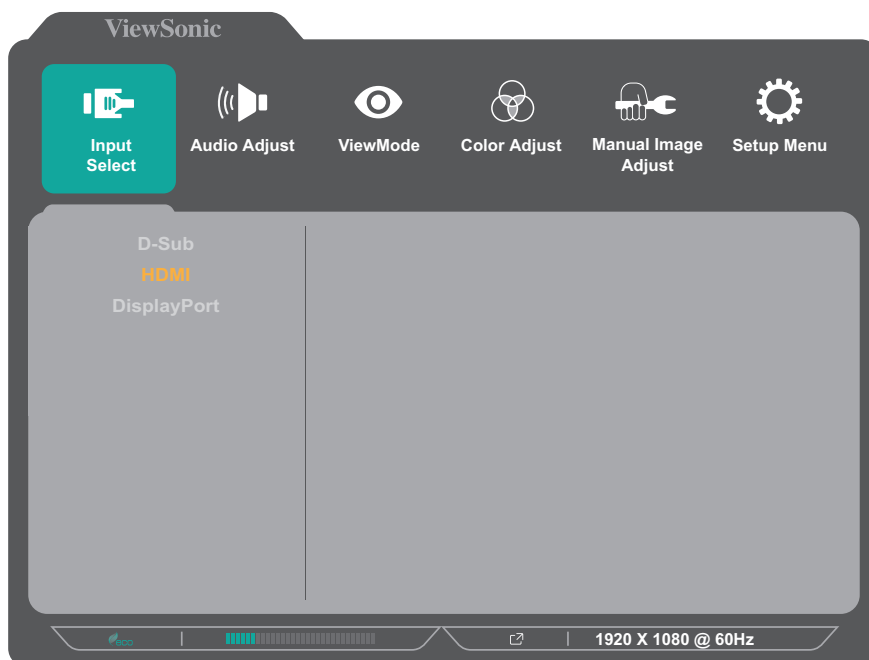 ViewSonic
Input
Select
Audio Adjust
ViewMode
Color Adjust
Manual Image
Adjust
Setup Menu
D-Sub
HDMI
DisplayPort
eco
1920 X 1080 @ 60Hz